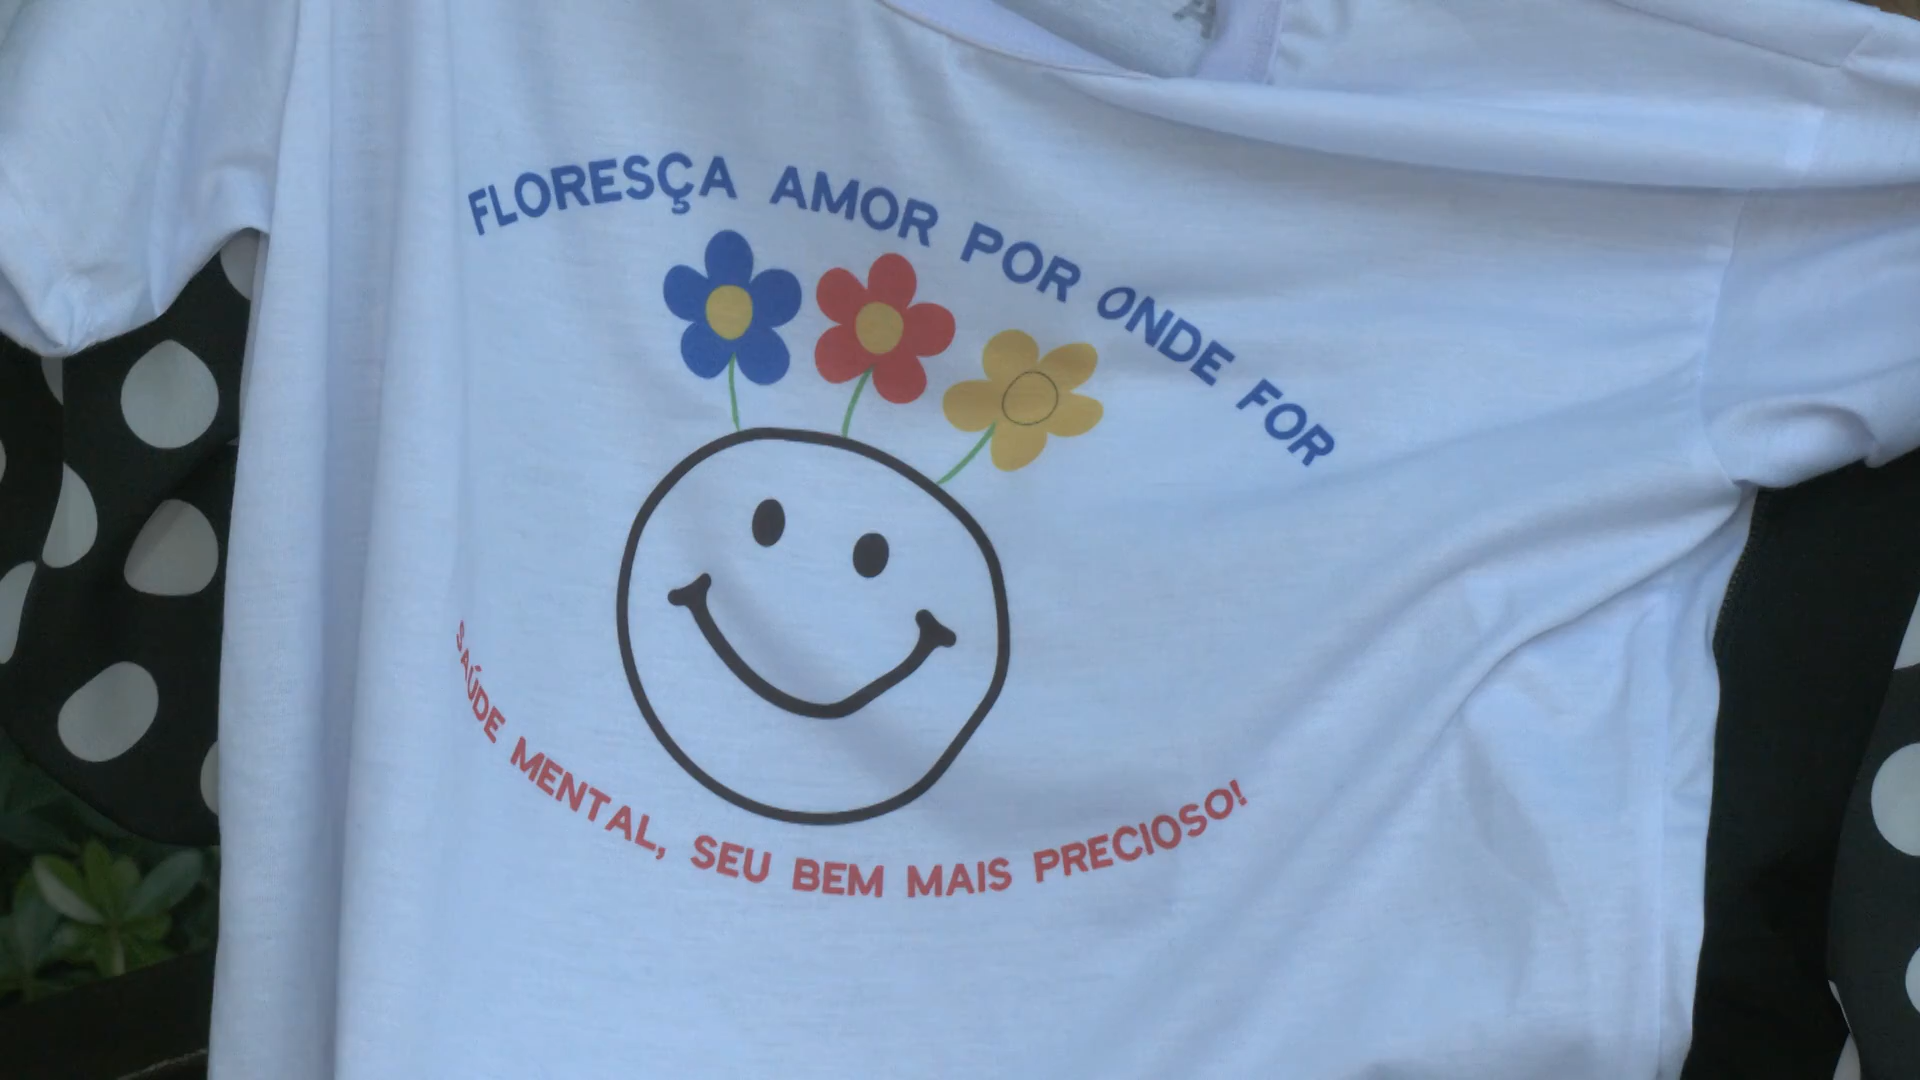 FLORESÇA AMOR POR ONDE FOR
SAÚDE MENTAL, SEU BEM MAIS PRECIOSO!